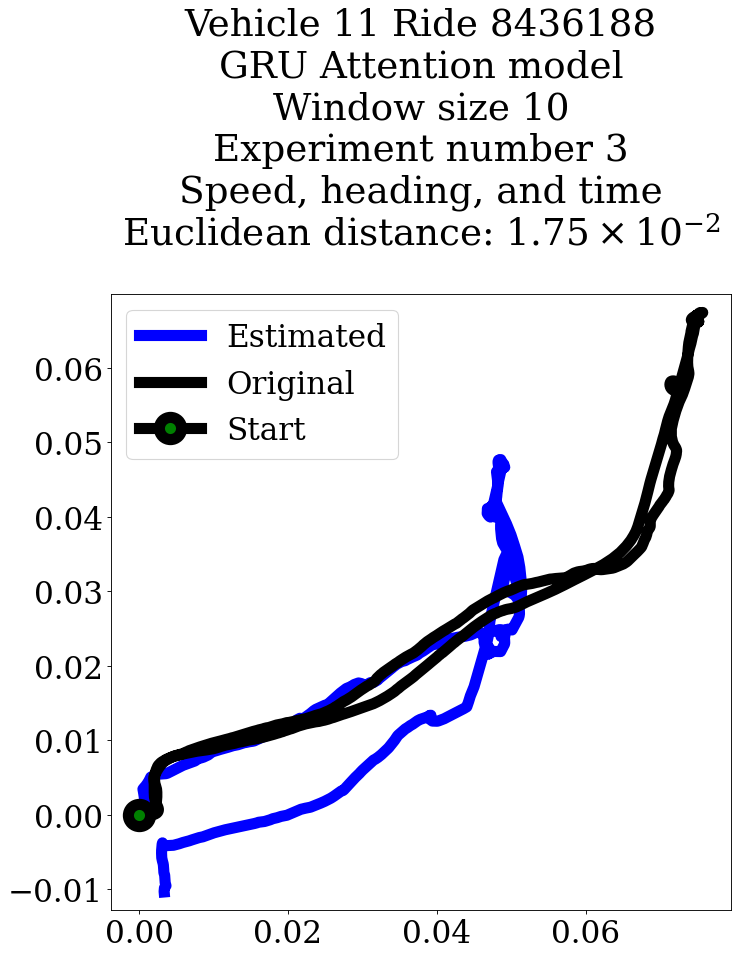 Vehicle 11 Ride 8436188
GRU Attention model
Window size 10
Experiment number 3
Speed, heading, and time
Euclidean distance: 1.75 × 10⁻²
Estimated
Original
Start
0.06
0.05
0.04
0.03
0.02
0.01
0.00
−0.01
0.00 0.02 0.04 0.06